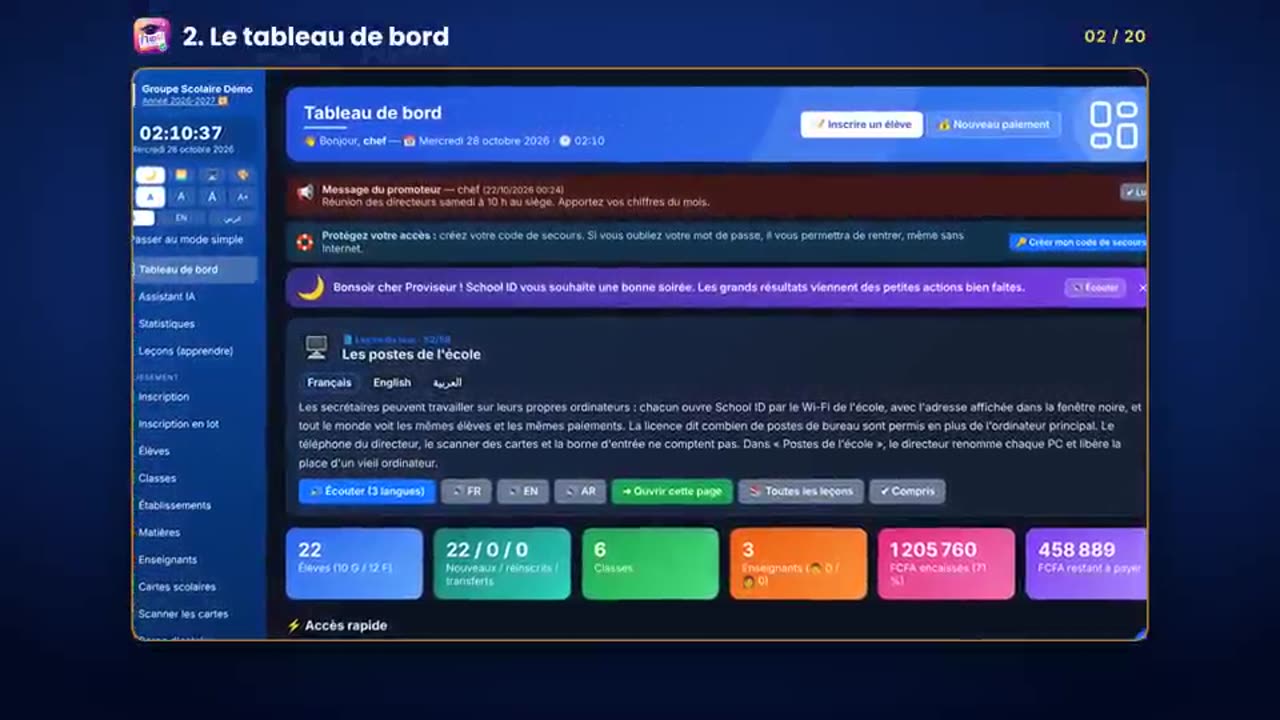 2. Le tableau de bord
02 / 20
Groupe Scolaire Démo
Année 2026-2027
02:10:37
ercredi 28 octobre 2026
A
A
A
A+
EN
عربي
asser au mode simple
Tableau de bord
Assistant IA
Statistiques
Leçons (apprendre)
Inscription
Inscription en lot
Élèves
Classes
Établissements
Matières
Enseignants
Cartes scolaires
Scanner les cartes
Tableau de bord
👋 Bonjour, chef — 📅 Mercredi 28 octobre 2026 · 🕐 02:10
📝 Inscrire un élève
💰 Nouveau paiement
Message du promoteur — chef (22/10/2026 00:24)
Réunion des directeurs samedi à 10 h au siège. Apportez vos chiffres du mois.
✔ Lu
Protégez votre accès : créez votre code de secours. Si vous oubliez votre mot de passe, il vous permettra de rentrer, même sans
Internet.
🔑 Créer mon code de secours
Bonsoir cher Proviseur ! School ID vous souhaite une bonne soirée. Les grands résultats viennent des petites actions bien faites.
🔊 Écouter
×
Les postes de l'école
Français
English
العربية
Les secrétaires peuvent travailler sur leurs propres ordinateurs : chacun ouvre School ID par le Wi-Fi de l'école, avec l'adresse affichée dans la fenêtre noire, et
tout le monde voit les mêmes élèves et les mêmes paiements. La licence dit combien de postes de bureau sont permis en plus de l'ordinateur principal. Le
téléphone du directeur, le scanner des cartes et la borne d'entrée ne comptent pas. Dans « Postes de l'école », le directeur renomme chaque PC et libère la
place d'un vieil ordinateur.
🔊 Écouter (3 langues)
🔊 FR
🔊 EN
🔊 AR
➜ Ouvrir cette page
📚 Toutes les leçons
✔ Compris
22
Élèves (10 G / 12 F)
22 / 0 / 0
Nouveaux / réinscrits /
transferts
6
Classes
3
Enseignants (👨 0 /
👩 0)
1 205 760
FCFA encaissés (71
%)
458 889
FCFA restant à payer
⚡ Accès rapide